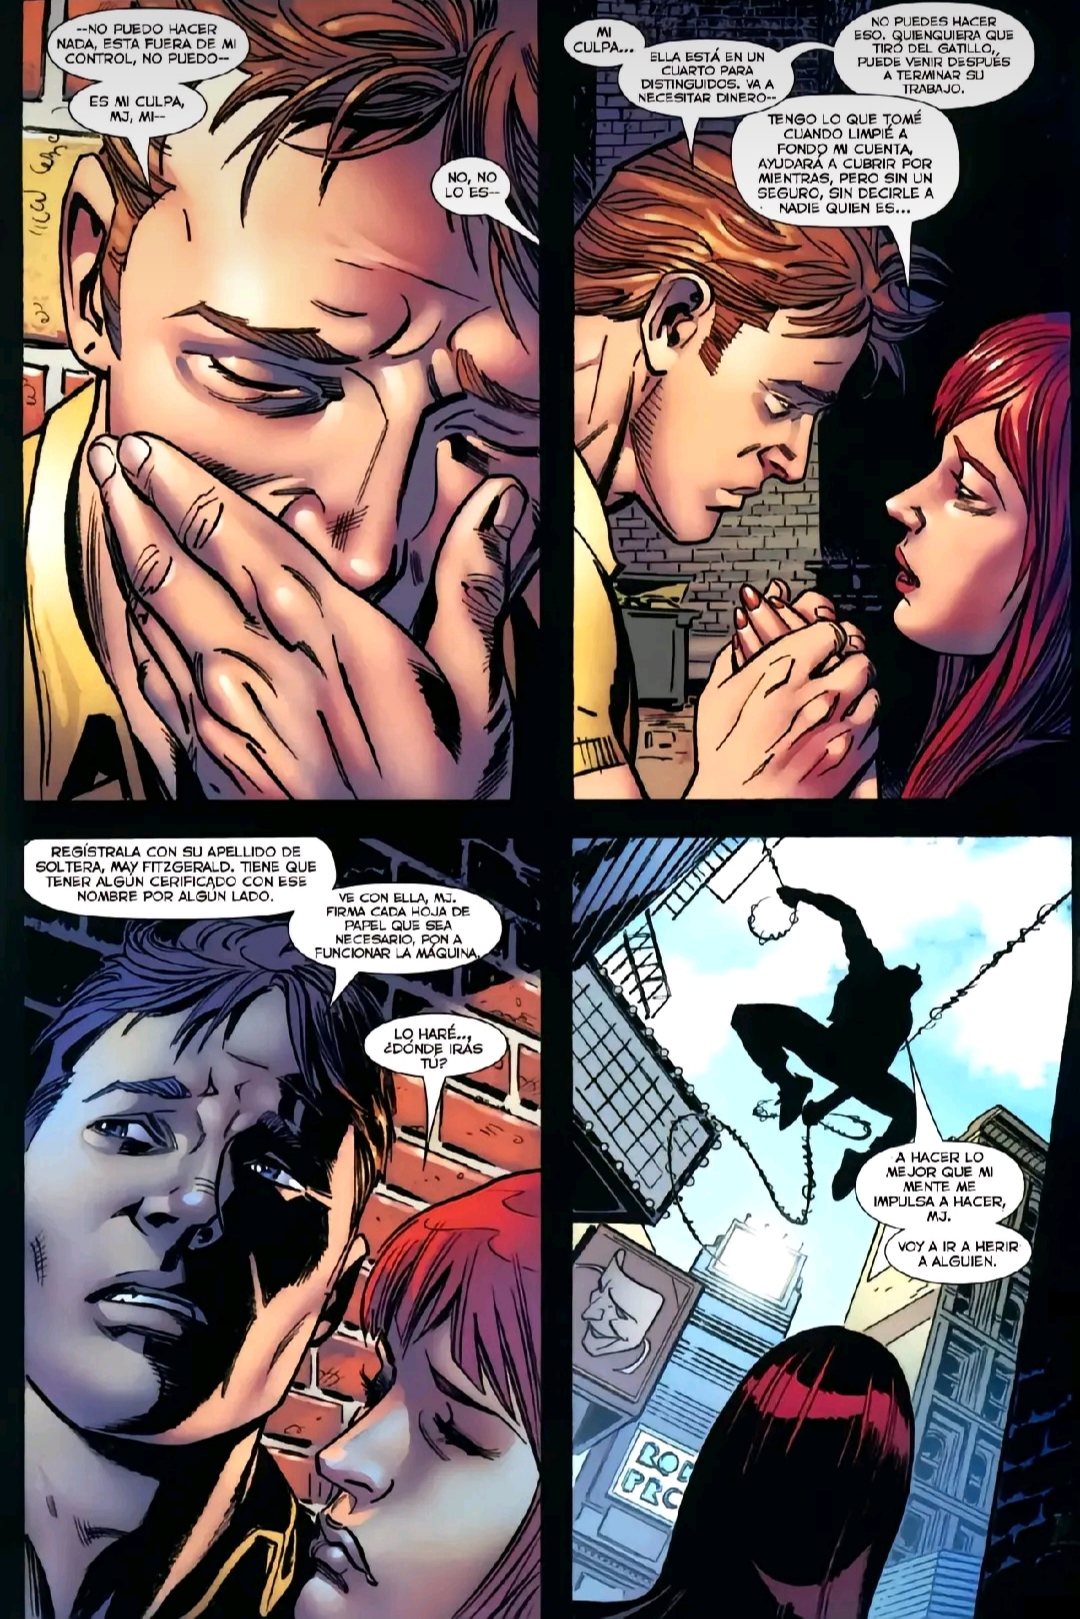 --NO PUEDO HACER
NADA, ESTA FUERA DE MI
CONTROL, NO PUEDO--
ES MI CULPA,
MJ, MI--
NO, NO
LO ES--
MI
CULPA...
ELLA ESTÁ EN UN
CUARTO PARA
DISTINGUIDOS. VA A
NECESITAR DINERO--
NO PUEDES HACER
ESO. QUIENQUIERA QUE
TIRÓ DEL GATILLO,
PUEDE VENIR DESPUÉS
A TERMINAR SU
TRABAJO.
TENGO LO QUE TOMÉ
CUANDO LIMPIÉ A
FONDO MI CUENTA,
AYUDARÁ A CUBRIR POR
MIENTRAS, PERO SIN UN
SEGURO, SIN DECIRLE A
NADIE QUIEN ES...
REGÍSTRALA CON SU APELLIDO DE
SOLTERA, MAY FITZGERALD. TIENE QUE
TENER ALGÚN CERIFICADO CON ESE
NOMBRE POR ALGÚN LADO.
VE CON ELLA, MJ.
FIRMA CADA HOJA DE
PAPEL QUE SEA
NECESARIO, PON A
FUNCIONAR LA MÁQUINA.
LO HARÉ...
¿DÓNDE IRÁS
TÚ?
A HACER LO
MEJOR QUE MI
MENTE ME
IMPULSA A HACER,
MJ.
VOY A IR A HERIR
A ALGUIEN.